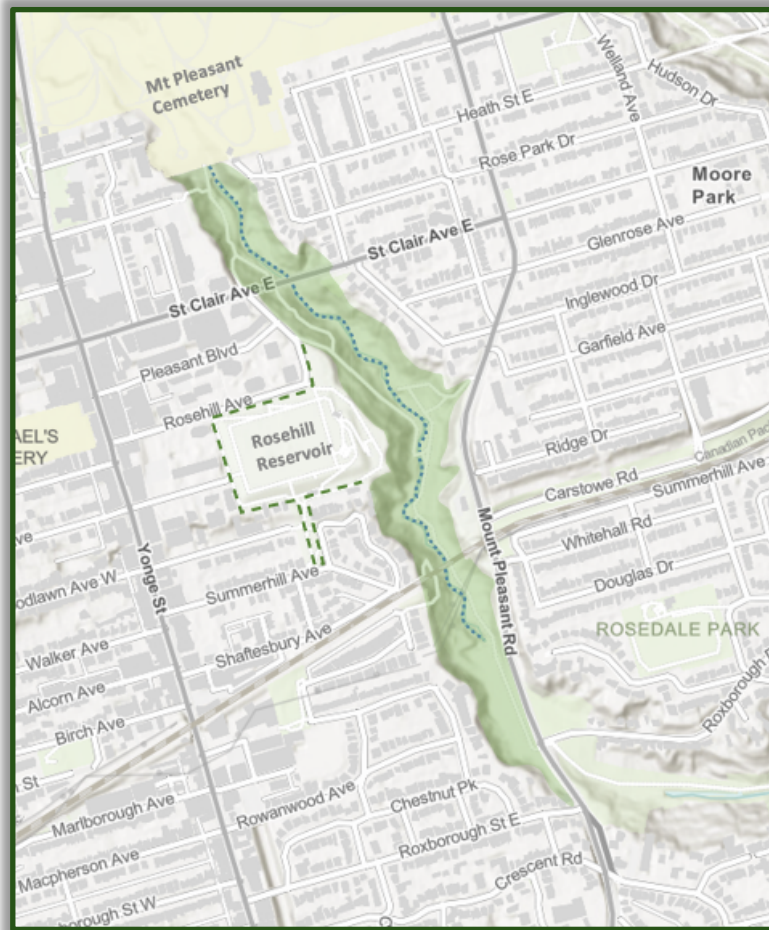 Mt Pleasant
Cemetery
Welland Ave
Hudson Dr
Heath St E
Rose Park Dr
Moore
Park
St Clair Ave E
Glenrose Ave
St Clair Ave E
Inglewood Dr
Garfield Ave
Pleasant Blvd
Rosehill Ave
AEL'S
ERY
Rosehill
Reservoir
Ridge Dr
Canadian Pac
Carstowe Rd
Summerhill Ave
Whitehall Rd
Mount Pleasant Rd
Yonge St
ve
odlawn Ave W
Summerhill Ave
Douglas Dr
ROSEDALE PARK
Walker Ave
Shaftesbury Ave
Alcorn Ave
Roxborough
Birch Ave
n St
Marlborough Ave
Rowanwood Ave
Chestnut Pk
Roxborough St E
Macpherson Ave
Crescent Rd
borough St W